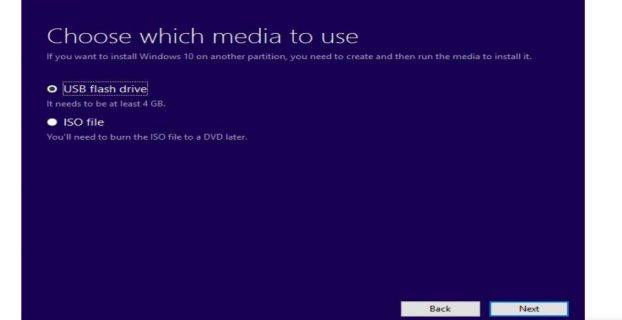 Choose which media to use
If you want to install Windows 10 on another partition, you need to create and then run the media to install it.
USB flash drive
It needs to be at least 4 GB.
ISO file
You'll need to burn the ISO file to a DVD later.
Back Next